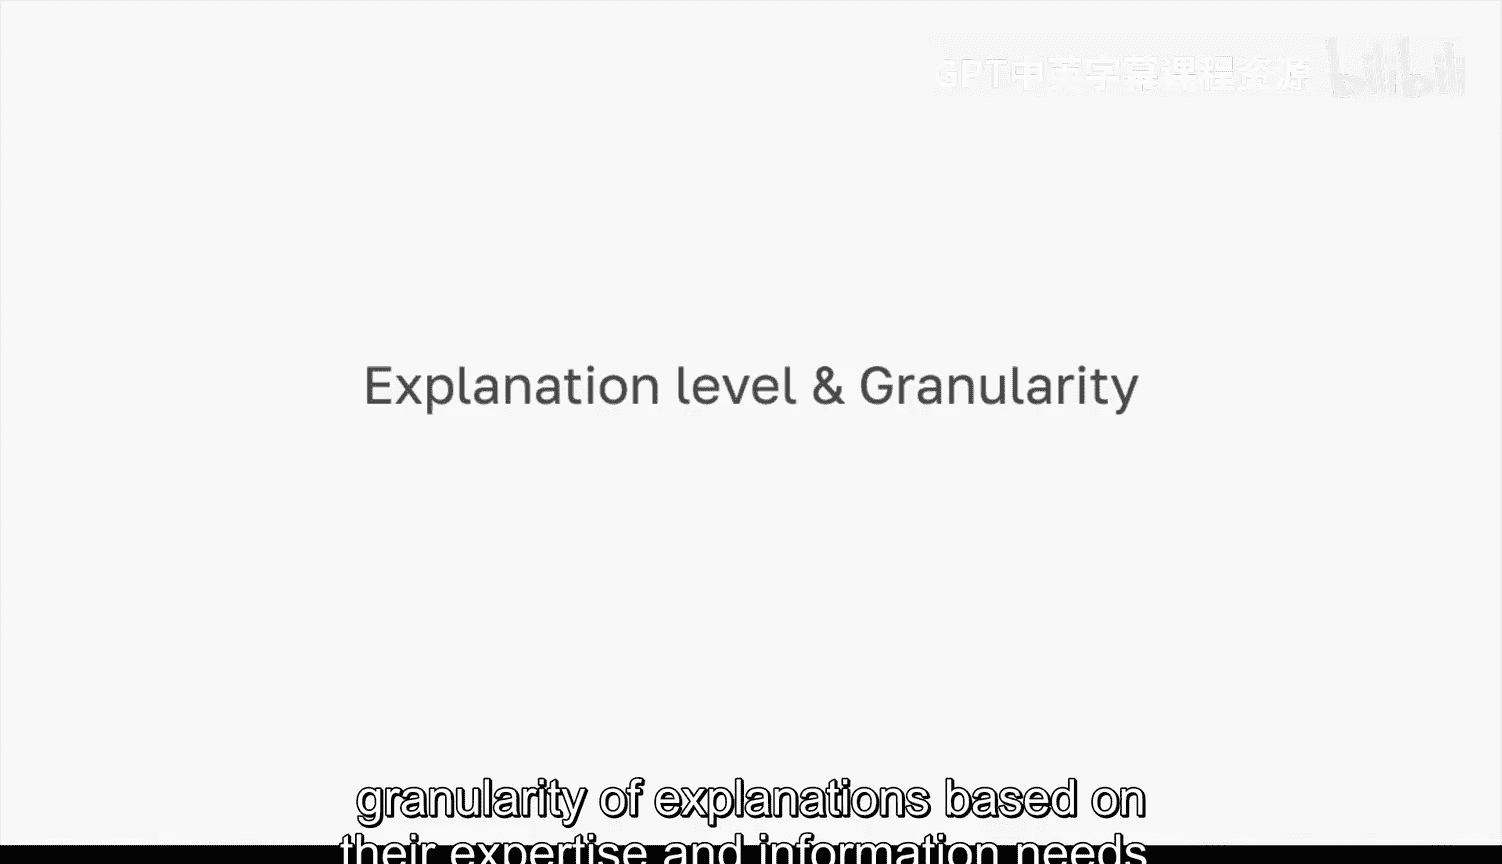 GPT中英字幕课程资源 bilibili
Explanation level & Granularity
granularity of explanations based on
their expertise and information needs